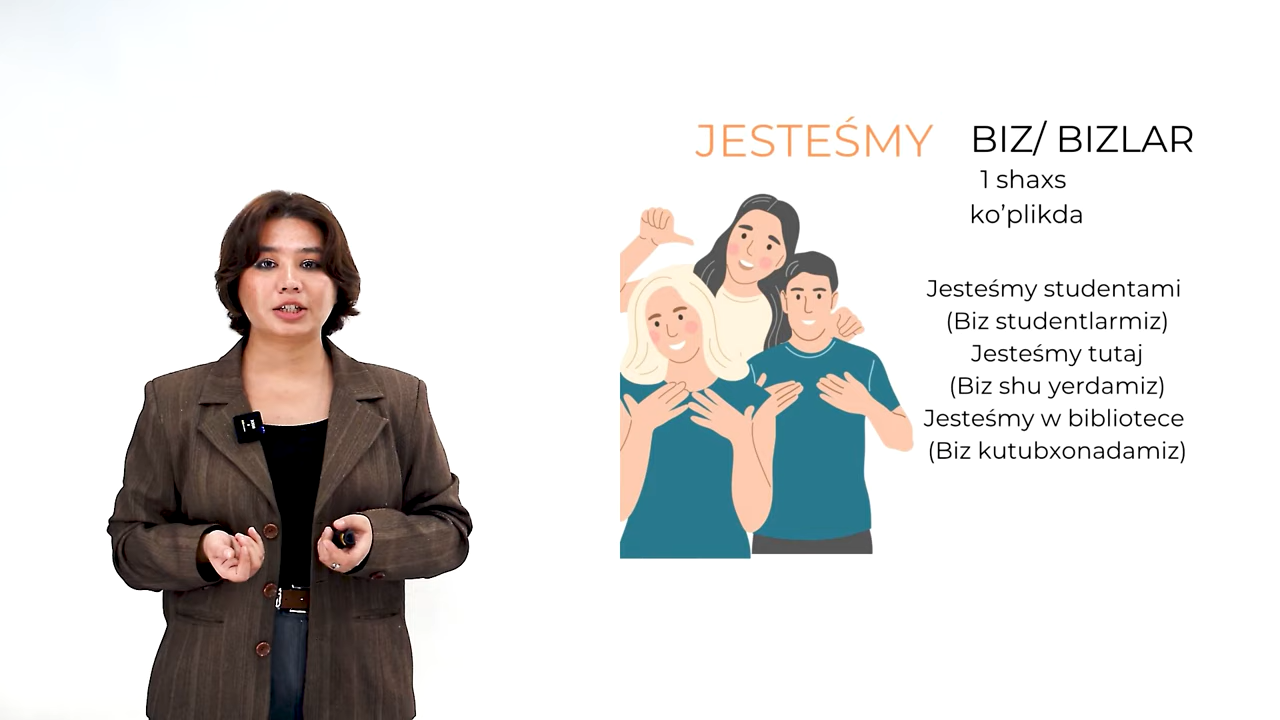 JESTEŚMY BIZ/ BIZLAR
1 shaxs
ko’plikda
Jesteśmy studentami
(Biz studentlarmiz)
Jesteśmy tutaj
(Biz shu yerdamiz)
Jesteśmy w bibliotece
(Biz kutubxonadamiz)